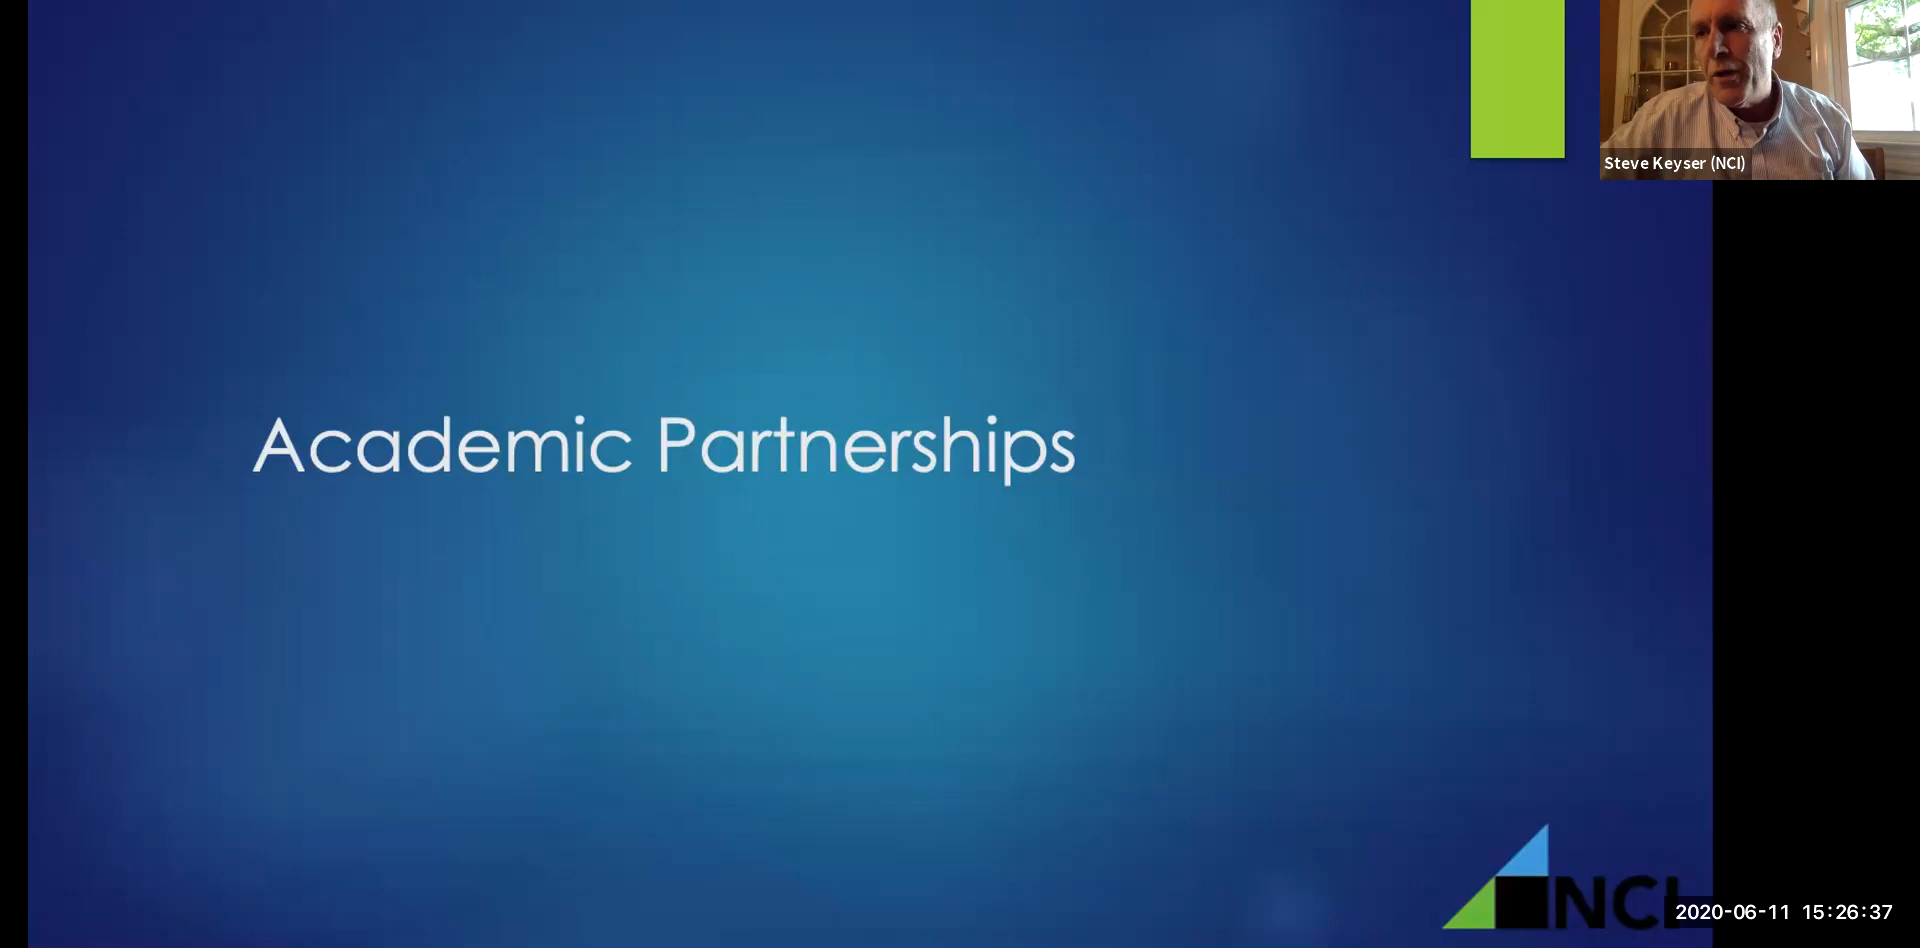 Steve Keyser (NCI)
Academic Partnerships
NCI
2020-06-11 15:26:37